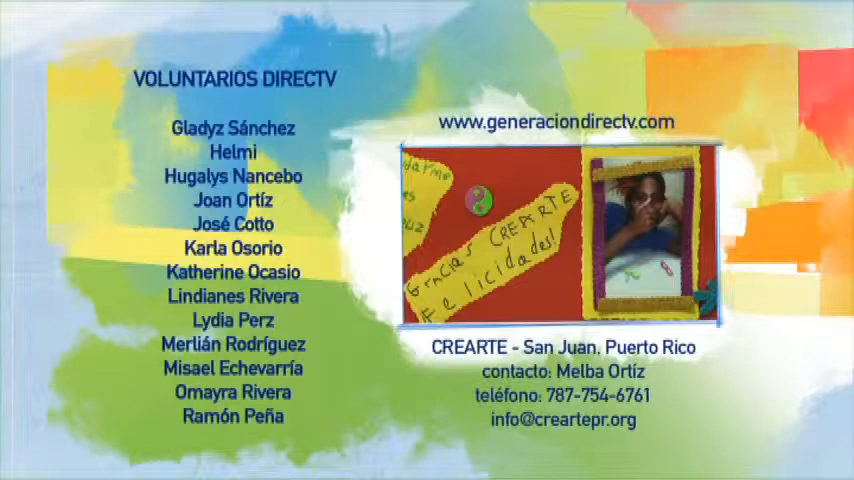 VOLUNTARIOS DIRECTV
Gladyz Sánchez
Helmi
Hugalys Nancebo
Joan Ortíz
José Cotto
Karla Osorio
Katherine Ocasio
Lindianes Rivera
Lydia Perz
Merlián Rodríguez
Misael Echevarría
Omayra Rivera
Ramón Peña
www.generaciondirectv.com
Gracias CREARTE
Felicidades!
CREARTE - San Juan, Puerto Rico
contacto: Melba Ortíz
teléfono: 787-754-6761
info@creartepr.org